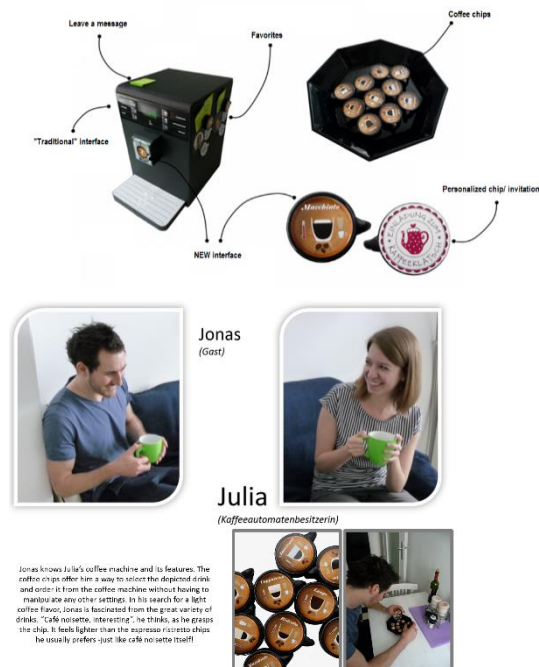 Leave a message
Favorites
Coffee chips
"Traditional" interface
Macchiato
EINLADUNG ZUM
KAFFEEKLATSCH
Personalized chip/ invitation
NEW interface
Jonas
(Gast)
Julia
(Kaffeeautomatenbesitzerin)
Jonas knows Julia's coffee machine and its features. The
coffee chips offer him a way to select the depicted drink
and order it from the coffee machine without having to
manipulate any other settings. In his search for a light
coffee flavor, Jonas is fascinated from the great variety of
drinks. "Café noisette, interesting", he thinks, as he grasps
the chip. It feels lighter than the espresso ristretto chips
he usually prefers -just like café noisette itself!